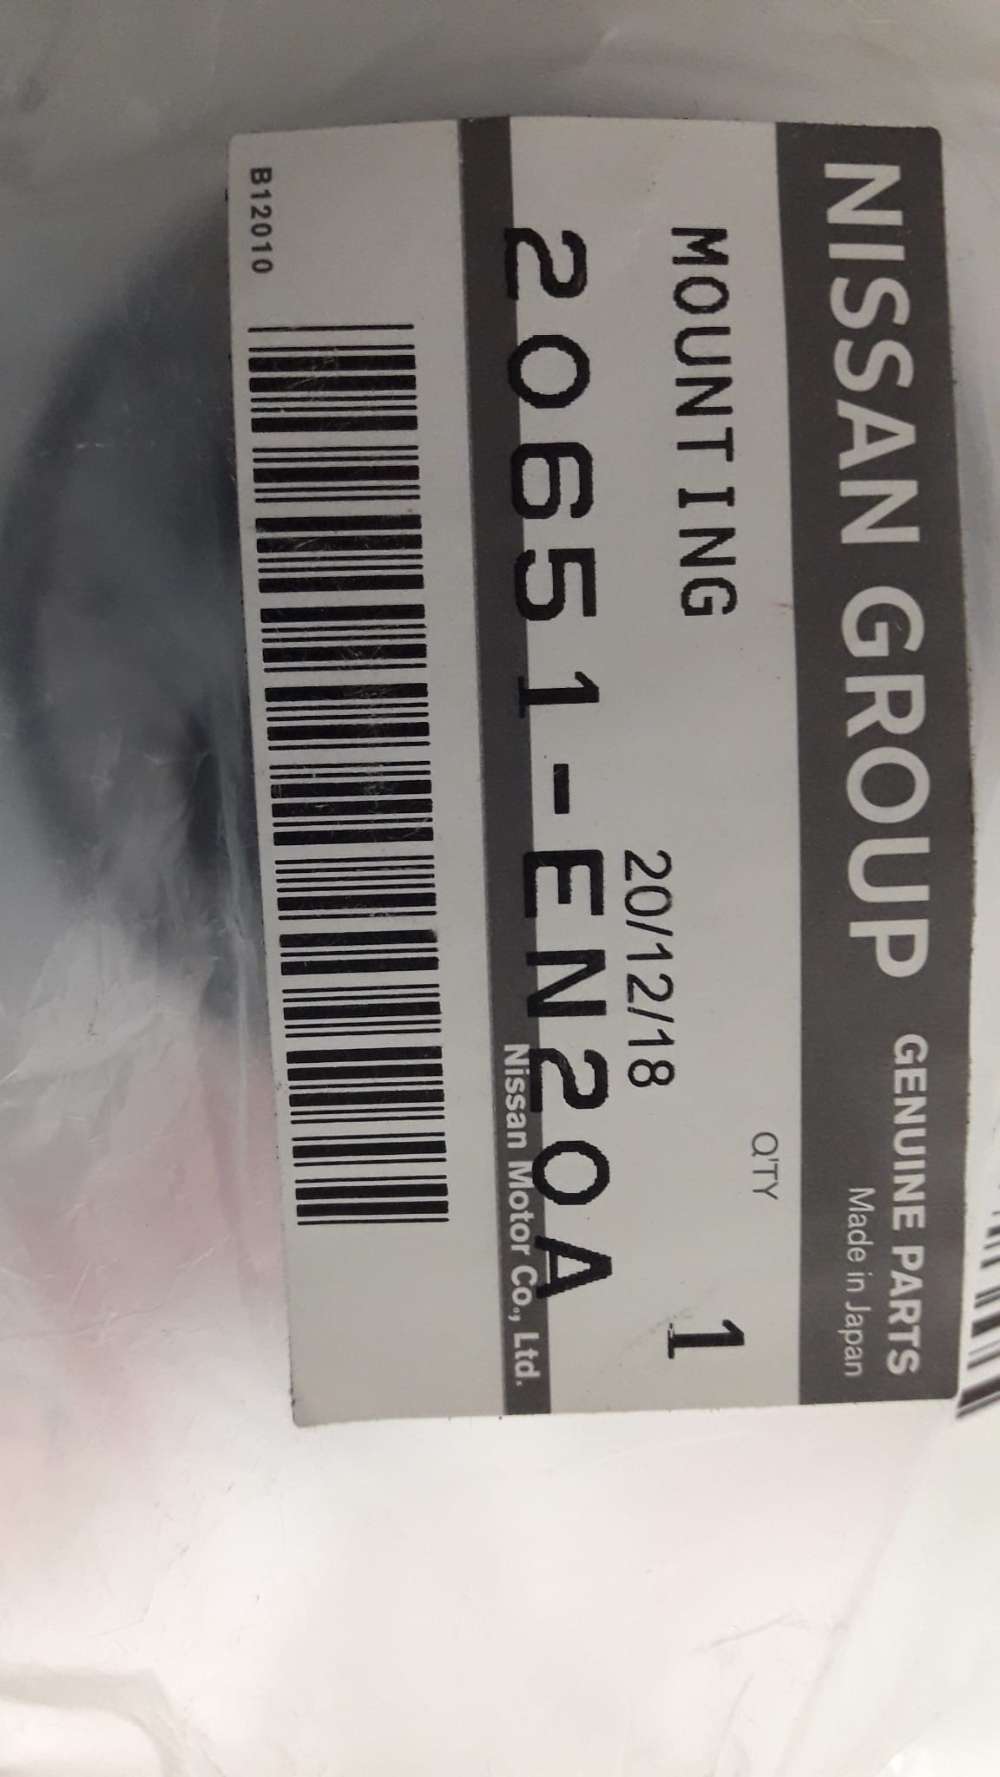 NISSAN GROUP GENUINE PARTS
Made in Japan
Q'TY
MOUNTING 1
20/12/18
20651-EN20A
Nissan Motor Co., Ltd.
B12010